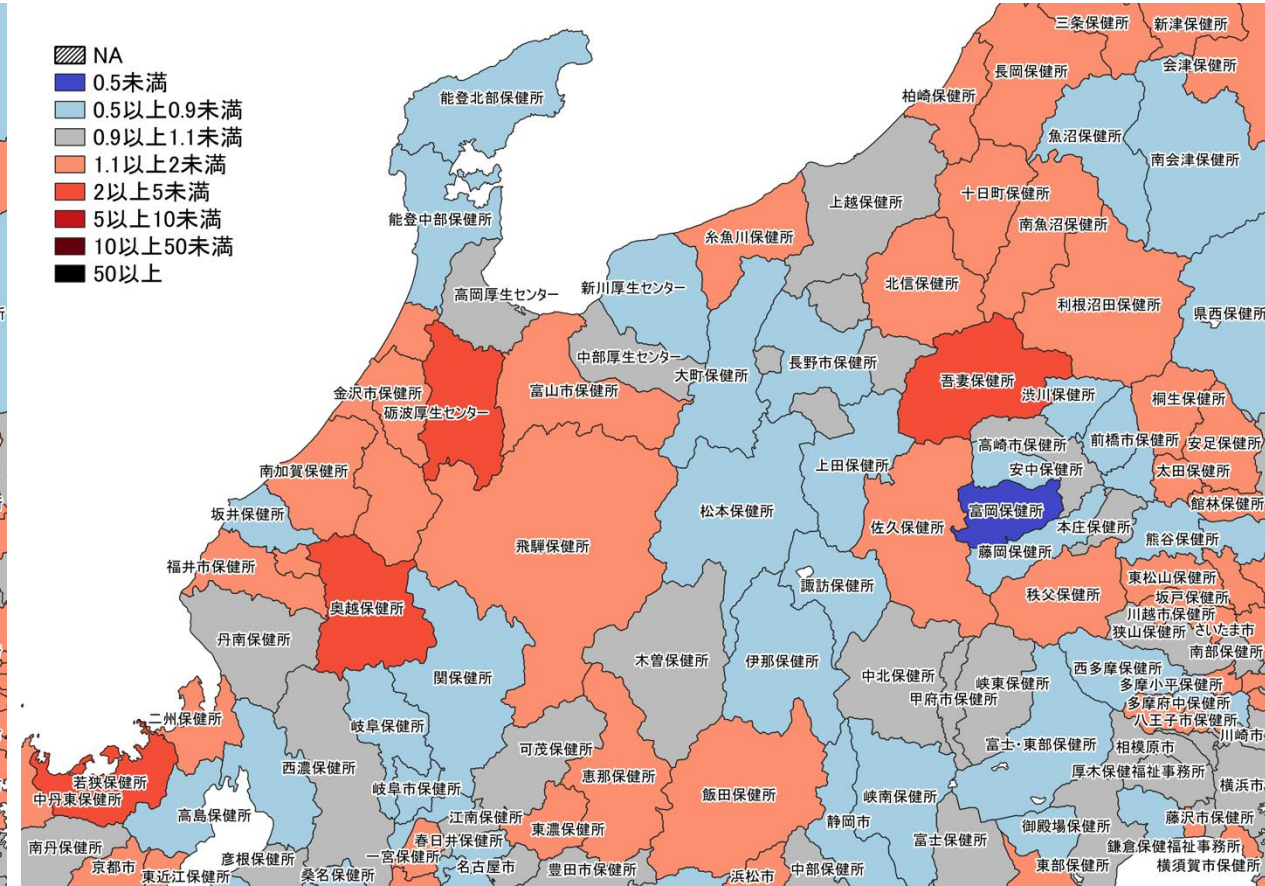 NA
0.5未満
0.5以上0.9未満
0.9以上1.1未満
1.1以上2未満
2以上5未満
5以上10未満
10以上50未満
50以上
三条保健所
新津保健所
長岡保健所
会津保健所
柏崎保健所
能登北部保健所
魚沼保健所
南会津保健所
十日町保健所
上越保健所
能登中部保健所
南魚沼保健所
糸魚川保健所
北信保健所
新川厚生センター
高岡厚生センター
利根沼田保健所
県西保健所
所
中部厚生センター
長野市保健所
大町保健所
吾妻保健所
富山市保健所
金沢市保健所
渋川保健所
桐生保健所
砺波厚生センター
高崎市保健所
前橋市保健所
安足保健所
上田保健所
安中保健所
太田保健所
南加賀保健所
館林保健所
坂井保健所
松本保健所
富岡保健所
佐久保健所
本庄保健所
熊谷保健所
飛騨保健所
藤岡保健所
福井市保健所
東松山保健所
諏訪保健所
秩父保健所
坂戸保健所
奥越保健所
川越市保健所
狭山保健所
さいたま市
丹南保健所
南部保健所
木曽保健所
伊那保健所
西多摩保健所
中北保健所
峡東保健所
関保健所
多摩小平保健所
甲府市保健所
多摩府中保健所
二州保健所
岐阜保健所
八王子市保健所
川崎市
富士・東部保健所
可茂保健所
相模原市
西濃保健所
厚木保健福祉事務所
若狭保健所
恵那保健所
横浜市
岐阜市保健所
中丹東保健所
飯田保健所
峡南保健所
高島保健所
江南保健所
静岡市
藤沢市保健所
東濃保健所
御殿場保健所
春日井保健所
富士保健所
南丹保健所
鎌倉保健福祉事務所
一宮保健所
彦根保健所
京都市
名古屋市
豊田市保健所
中部保健所
東部保健所
横須賀市保健所
東近江保健所
桑名保健所
浜松市